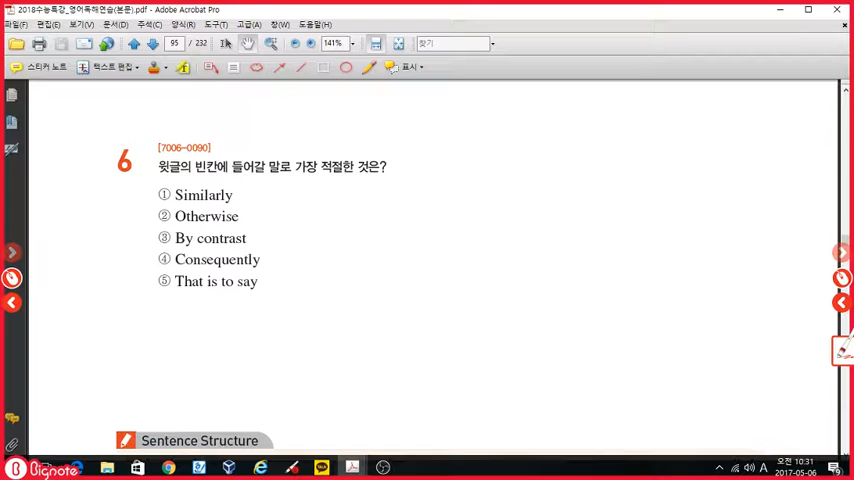 2018수능특강_영어독해연습(본문).pdf - Adobe Acrobat Pro
파일(F) 편집(E) 보기(V) 문서(D) 주석(C) 양식(R) 도구(T) 고급(A) 창(W) 도움말(H)
95 / 232 141% 찾기
스티커 노트 텍스트 편집 표시
[7006-0090]
6 윗글의 빈칸에 들어갈 말로 가장 적절한 것은?
① Similarly
② Otherwise
③ By contrast
④ Consequently
⑤ That is to say
Sentence Structure
Bignote
A 오전 10:31
2017-05-06